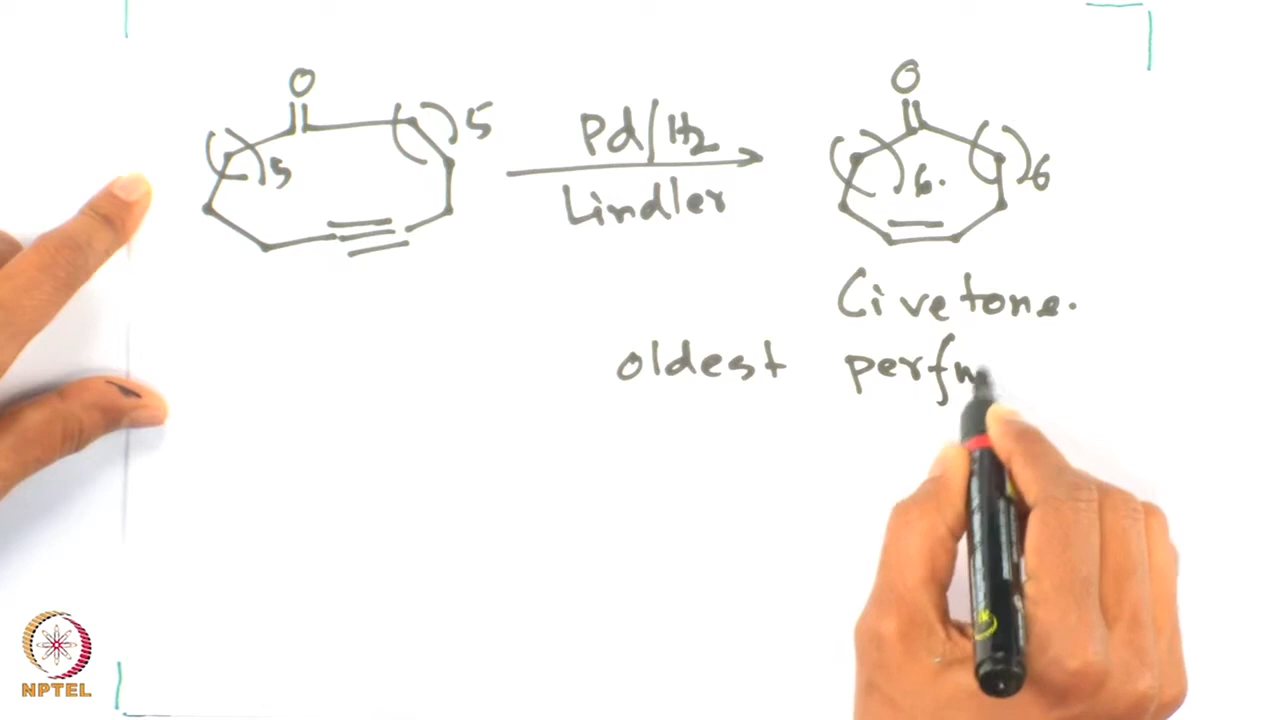 O O
5 5 Pd/H2 6. 6
Lindler
Civetone.
oldest perfu
NPTEL